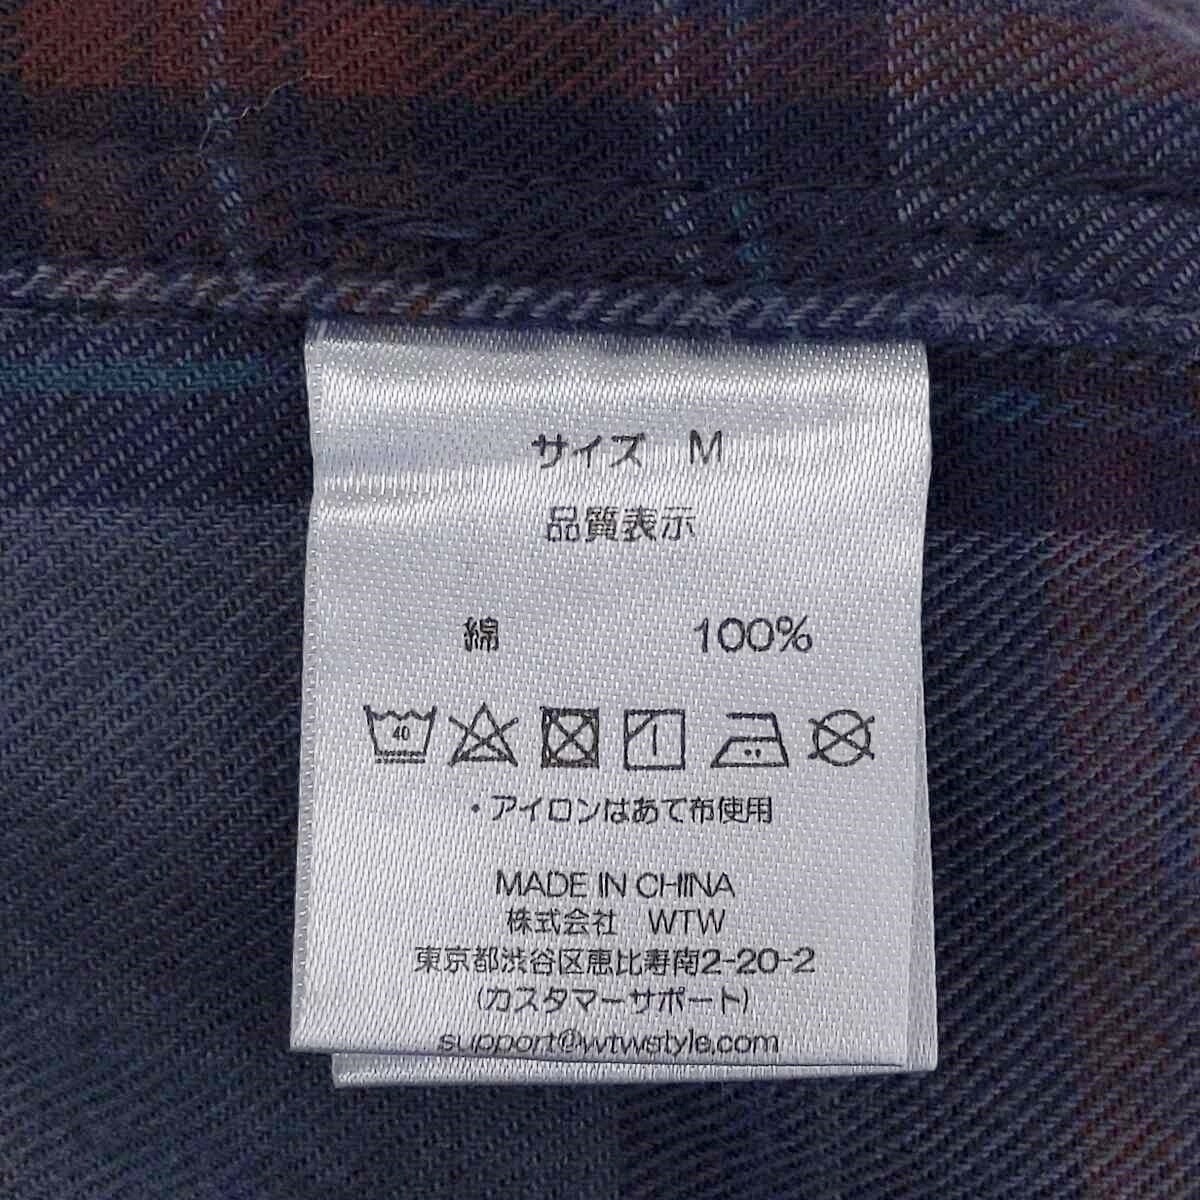 サイズ M
品質表示
綿 100%
40
・アイロンはあて布使用
MADE IN CHINA
株式会社 WTW
東京都渋谷区恵比寿南2-20-2
(カスタマーサポート)
support@wtwstyle.com